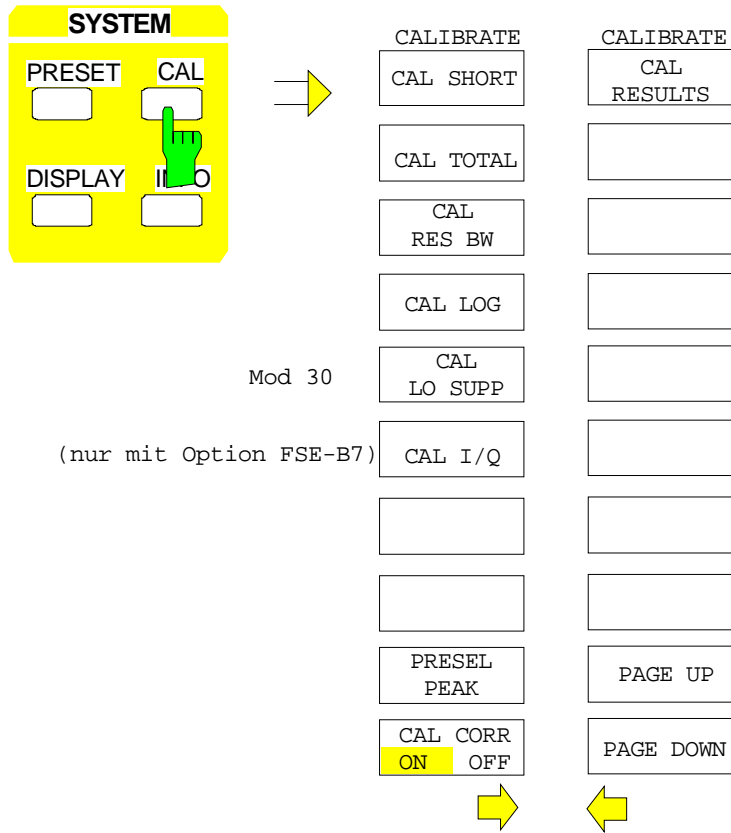 SYSTEM
PRESET CAL
DISPLAY
CALIBRATE
CAL SHORT
CAL TOTAL
CAL
RES BW
CAL LOG
Mod 30
CAL
LO SUPP
(nur mit Option FSE-B7)
CAL I/Q
PRESEL
PEAK
CAL CORR
ON OFF
CALIBRATE
CAL
RESULTS
PAGE UP
PAGE DOWN